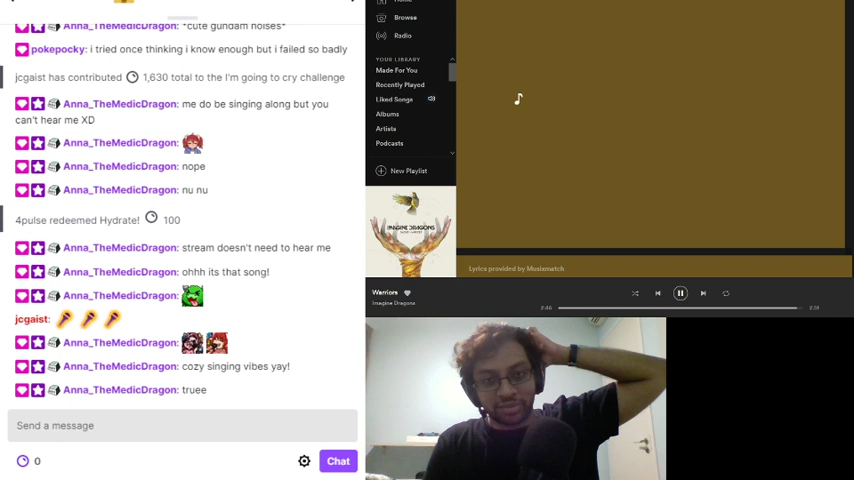 Anna_TheMedicDragon: *cute gundam noises*
pokepocky: i tried once thinking i know enough but i failed so badly
jcgaist has contributed 1,630 total to the I'm going to cry challenge
Anna_TheMedicDragon: me do be singing along but you
can't hear me XD
Anna_TheMedicDragon:
Anna_TheMedicDragon: nope
Anna_TheMedicDragon: nu nu
4pulse redeemed Hydrate! 100
Anna_TheMedicDragon: stream doesn't need to hear me
Anna_TheMedicDragon: ohhh its that song!
Anna_TheMedicDragon:
jcgaist:
Anna_TheMedicDragon:
Anna_TheMedicDragon: cozy singing vibes yay!
Anna_TheMedicDragon: truee
Send a message
0
Chat
Browse
Radio
YOUR LIBRARY
Made For You
Recently Played
Liked Songs
Albums
Artists
Podcasts
New Playlist
IMAGINE DRAGONS
Lyrics provided by Musixmatch
Warriors
Imagine Dragons